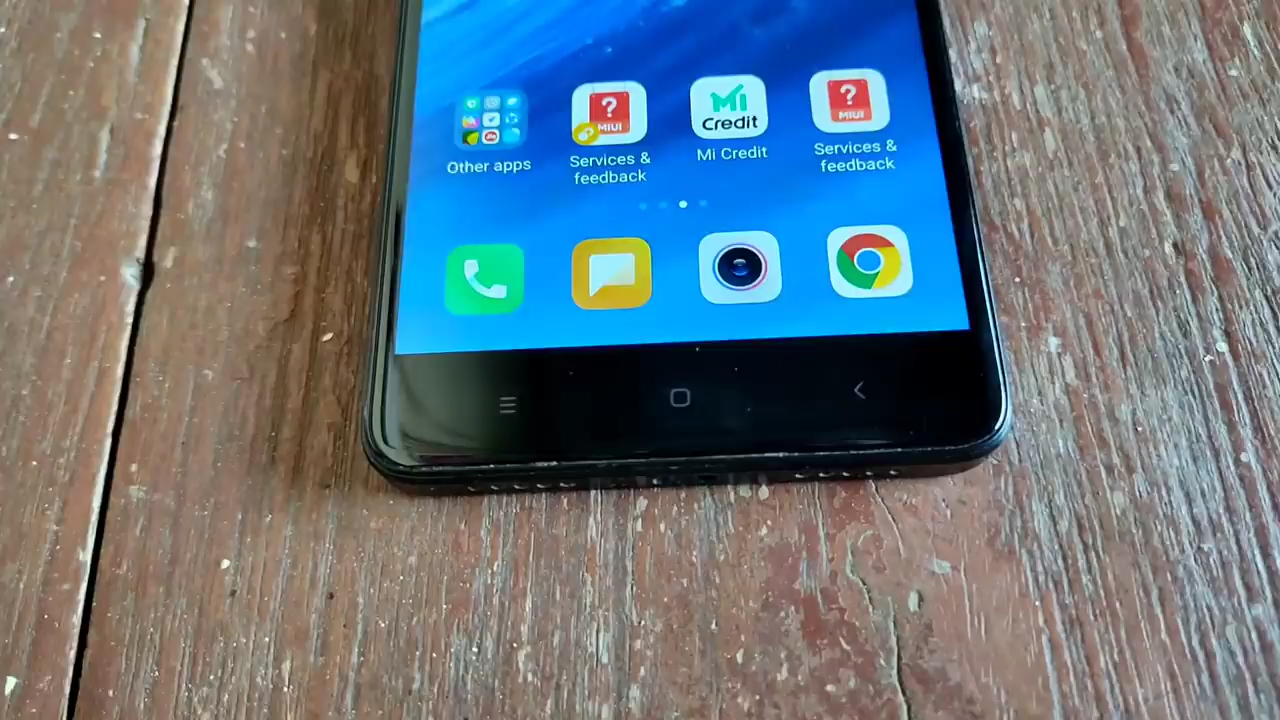 ?
MIUI
Mi
Credit
?
MIUI
Other apps
Services &
feedback
Mi Credit
Services &
feedback